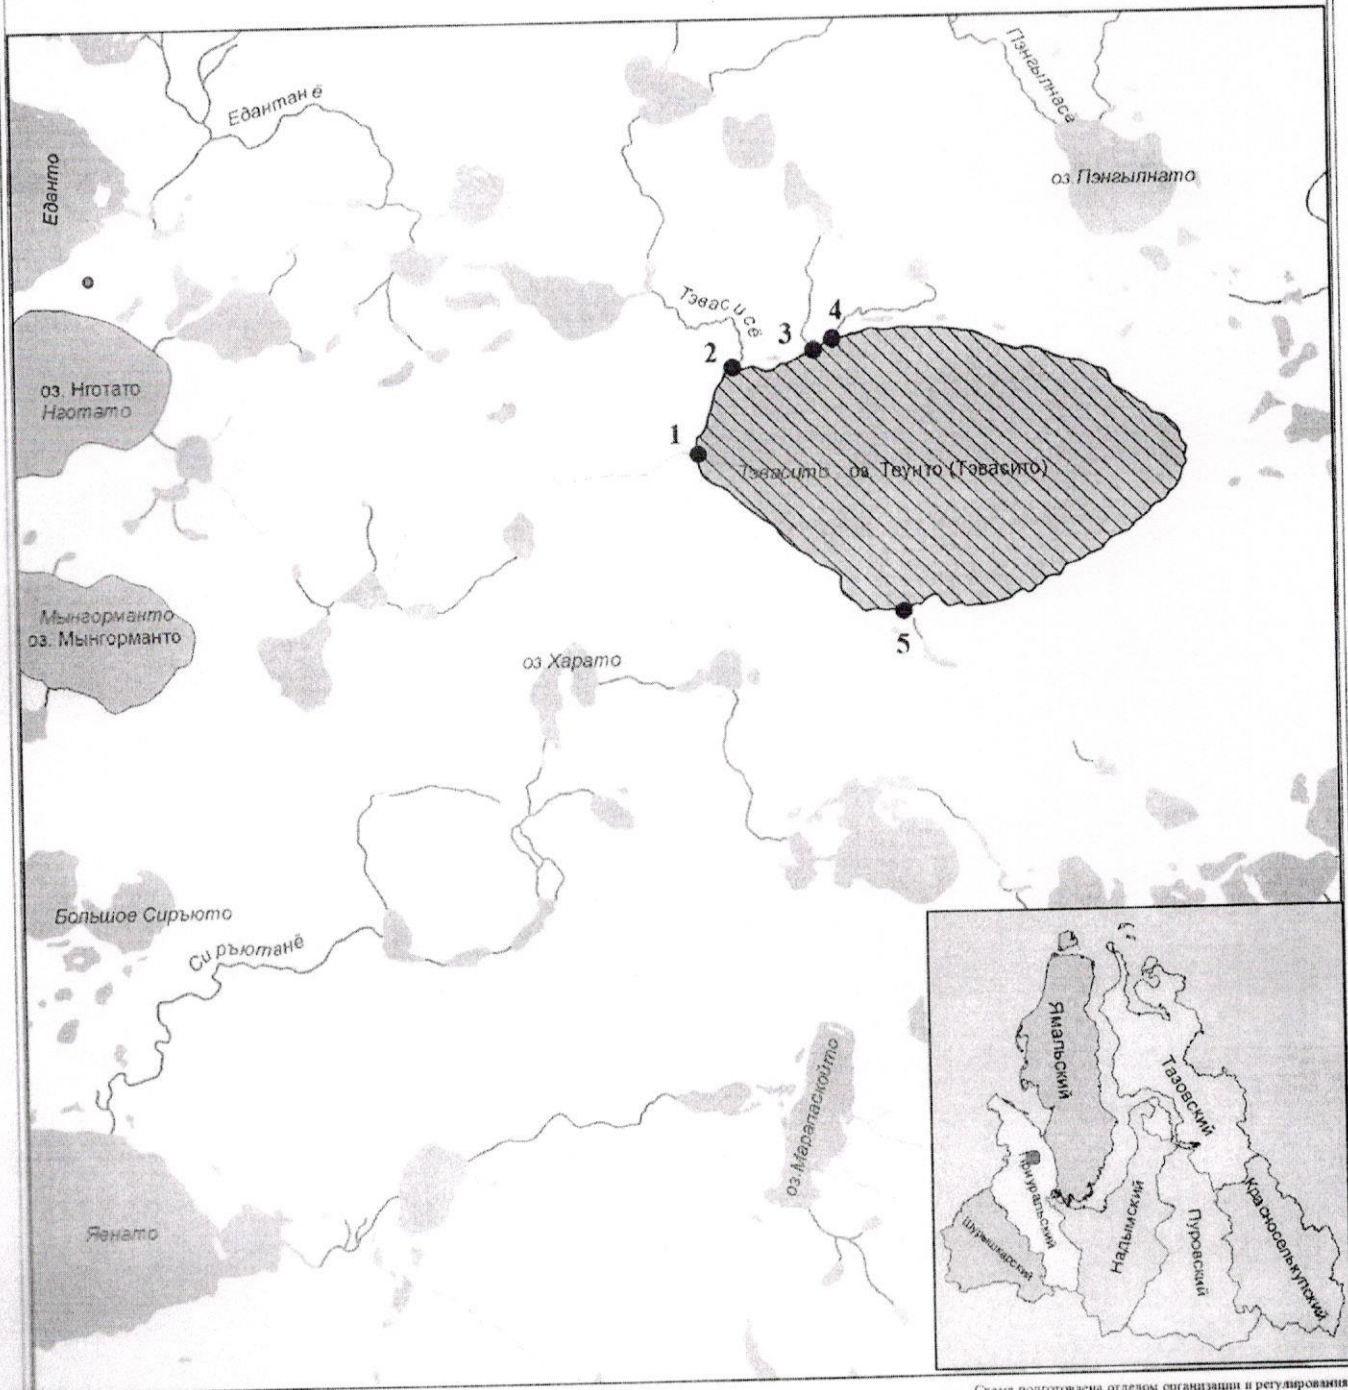 Пэнгылнасё
Едантанё
оз.Пэнгылнато
Еданто
Тэвасисё
4
3
2
оз. Нготато
Нготато
1
Тэвасито оз. Теунто (Тэвасито)
Мынгорманто
оз. Мынгорманто
5
оз.Харато
Большое Сиръюто
Сиръютанё
Ямальский
Тазовский
оз.Марапаскойто
Приуральский
Шурышкарский
Надымский
Пуровский
Красноселькупский
Яенато
Схема подготовлена отделом организации и регулирования